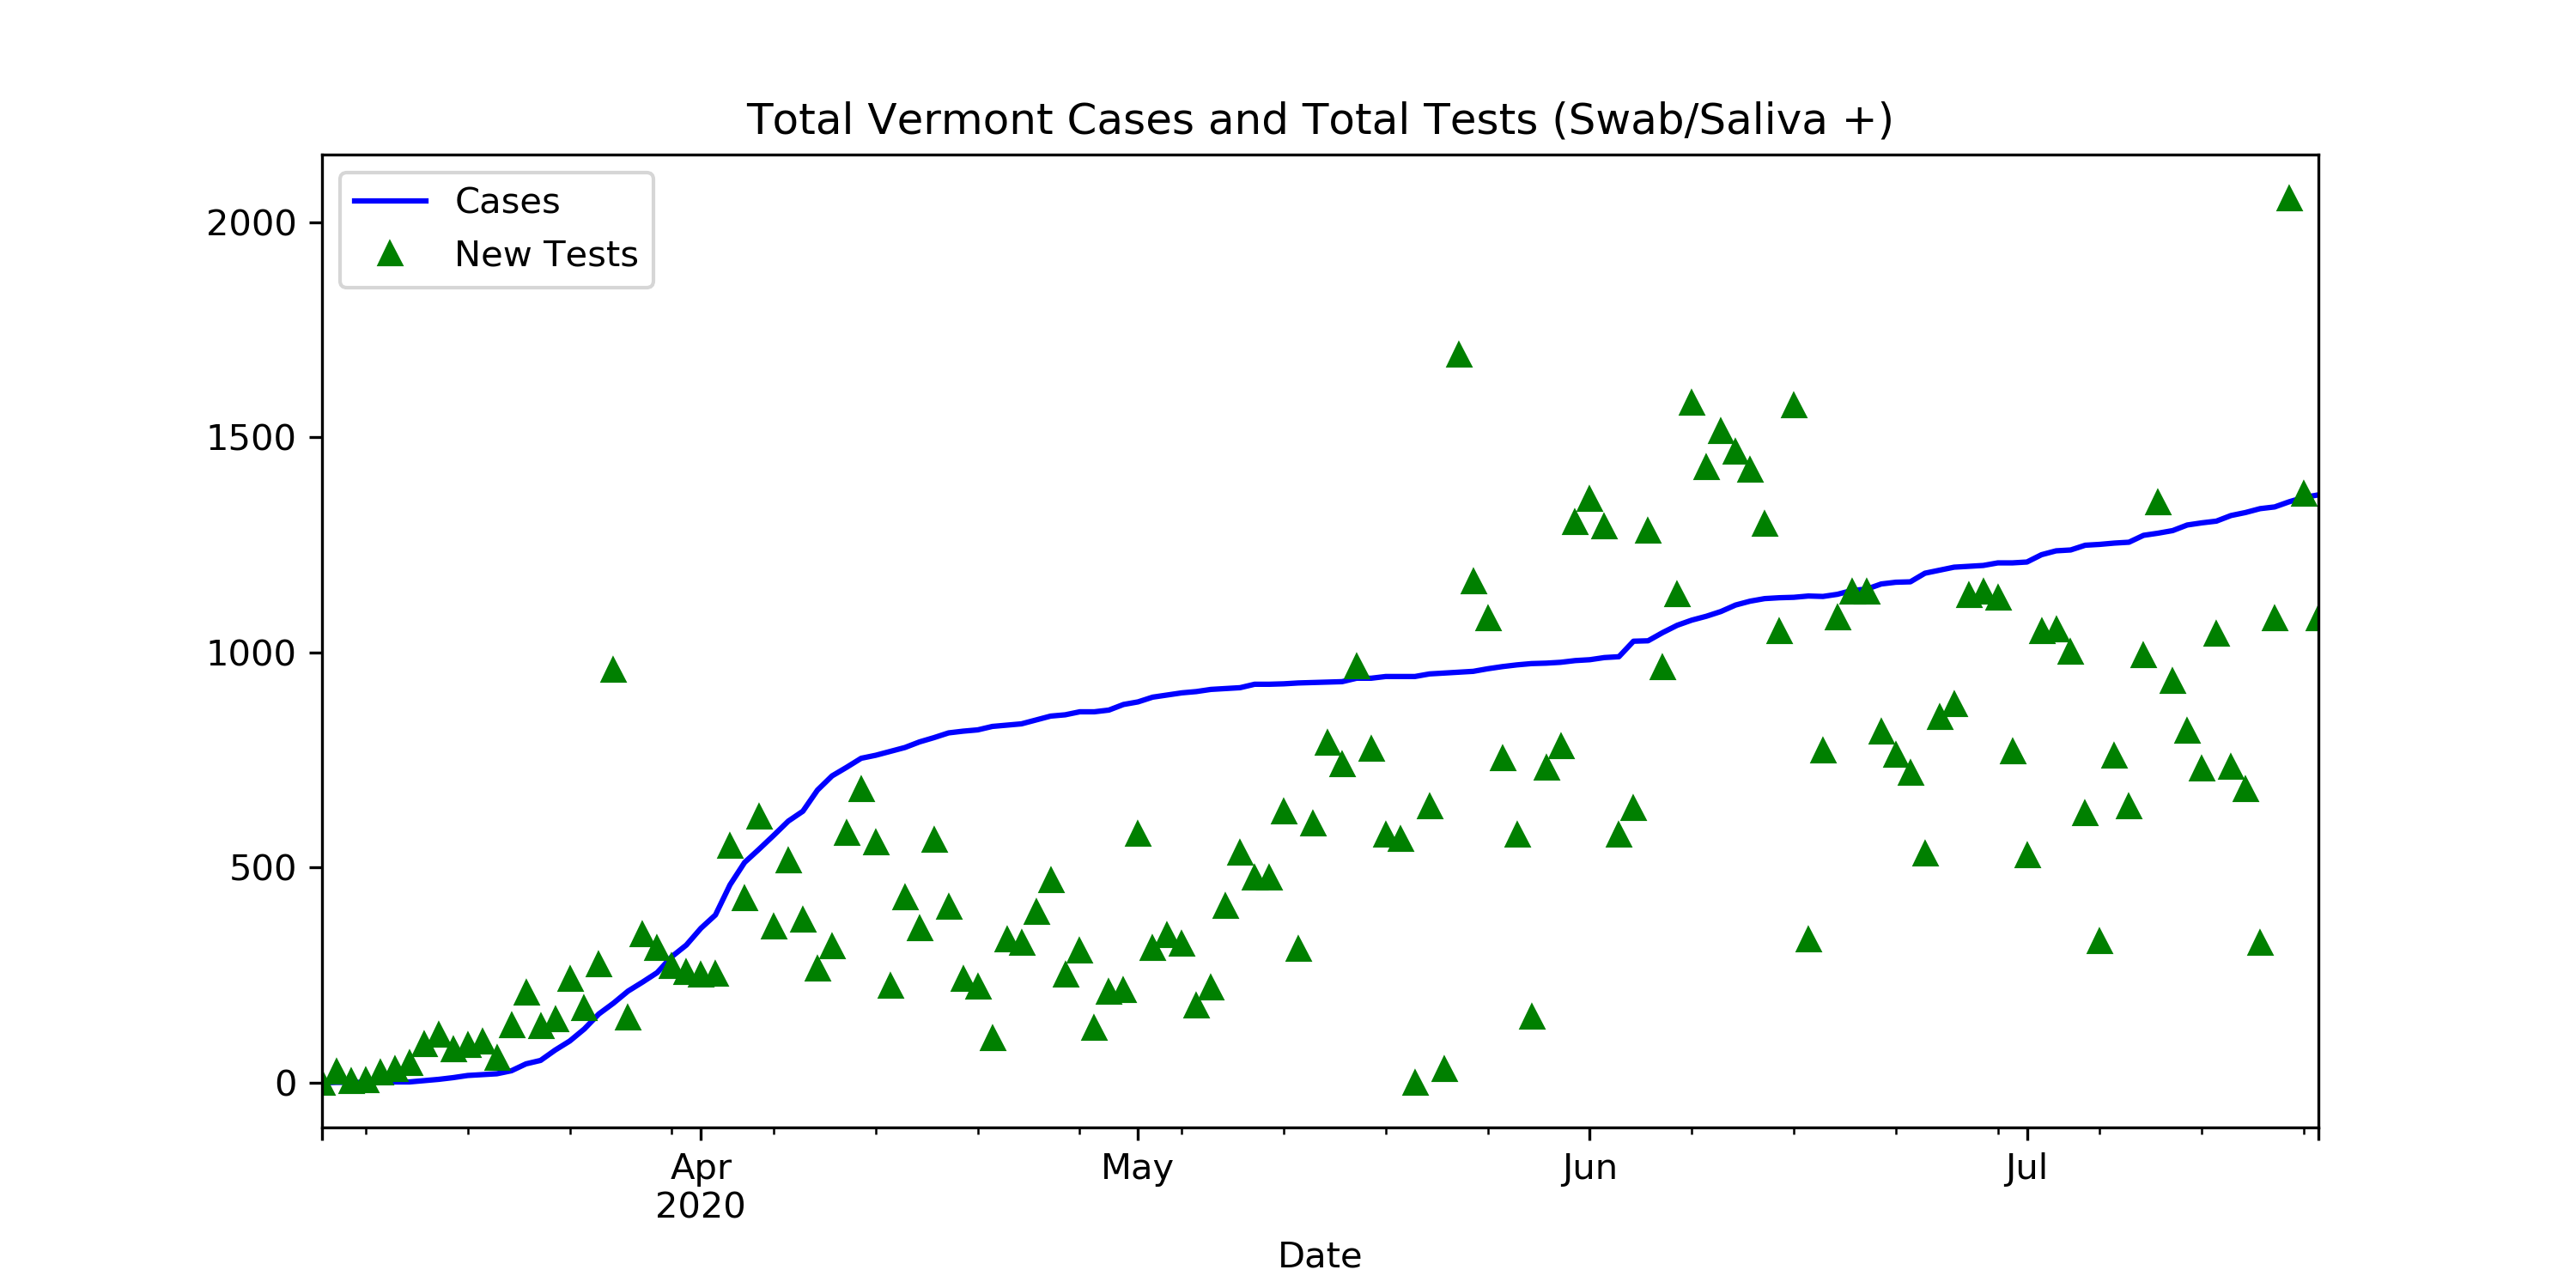 Total Vermont Cases and Total Tests (Swab/Saliva +)
Cases
New Tests
2000
1500
1000
500
0
Apr
2020
May
Jun
Jul
Date